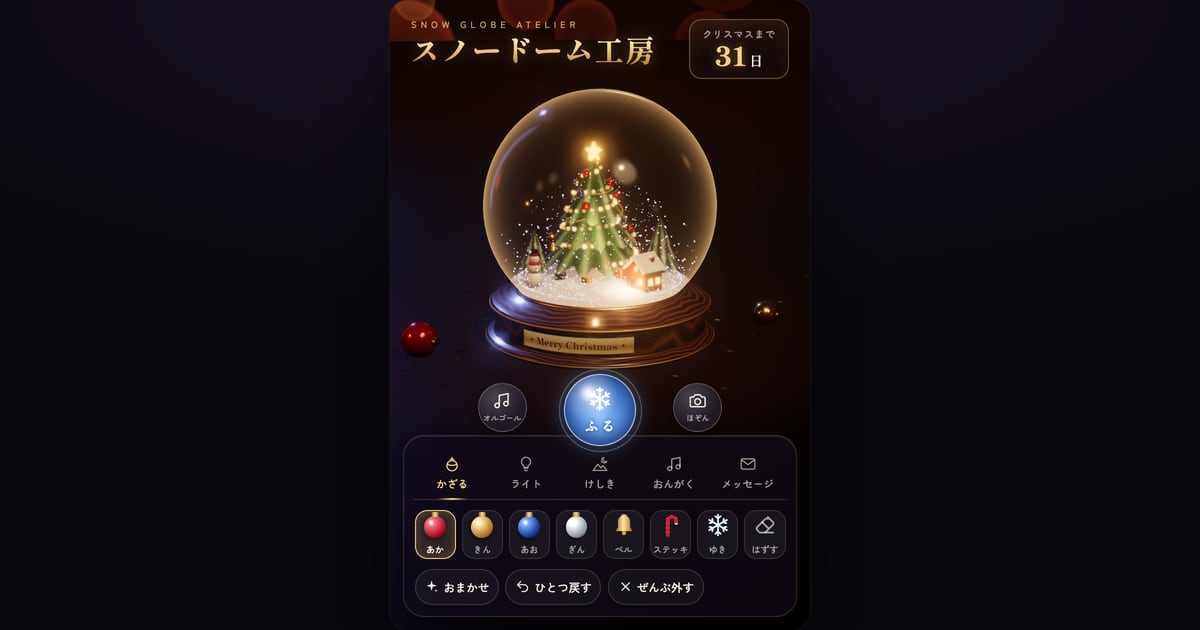 SNOW GLOBE ATELIER
スノードーム工房
クリスマスまで
31日
Merry Christmas
オルゴール
ふる
ほぞん
かざる
ライト
けしき
おんがく
メッセージ
あか
きん
あお
ぎん
ベル
ステッキ
ゆき
はずす
おまかせ
ひとつ戻す
ぜんぶ外す